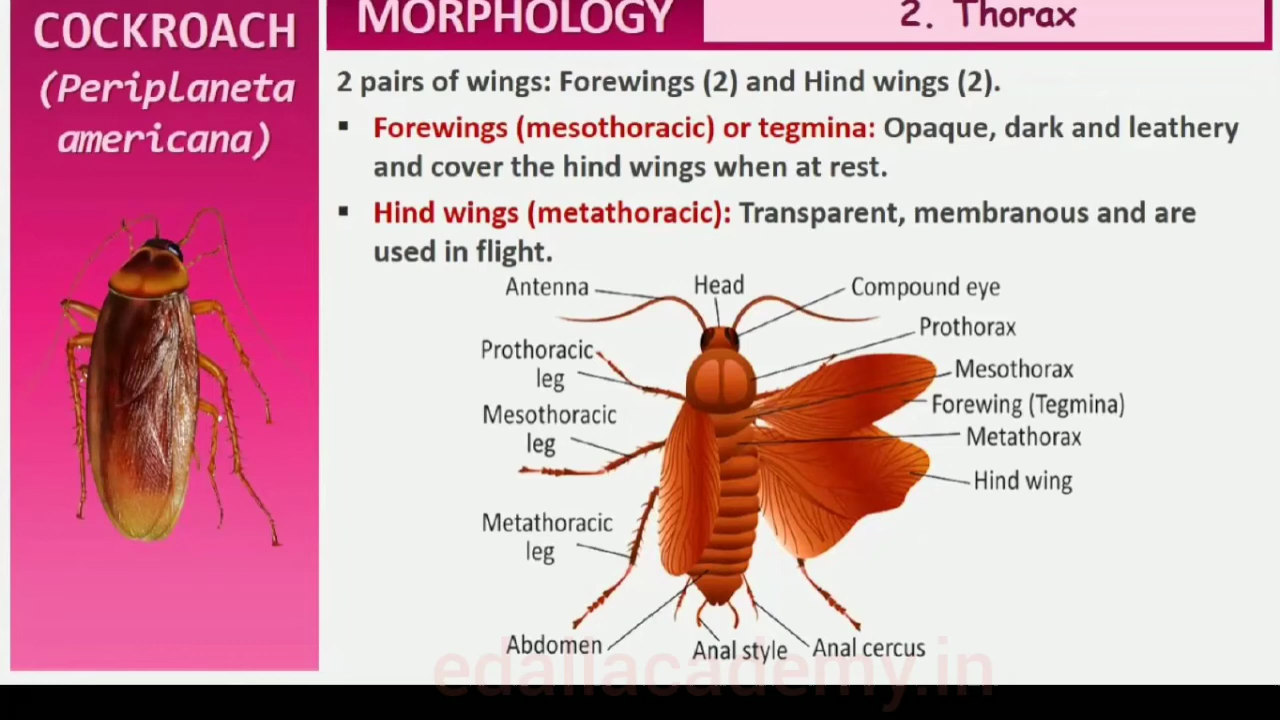 COCKROACH
(Periplaneta
americana)
MORPHOLOGY
2. Thorax
2 pairs of wings: Forewings (2) and Hind wings (2).
▪ Forewings (mesothoracic) or tegmina: Opaque, dark and leathery
and cover the hind wings when at rest.
▪ Hind wings (metathoracic): Transparent, membranous and are
used in flight.
Antenna
Head
Compound eye
Prothorax
Prothoracic
leg
Mesothorax
Forewing (Tegmina)
Mesothoracic
leg
Metathorax
Hind wing
Metathoracic
leg
Abdomen
Anal style
Anal cercus
edaliacademy.in